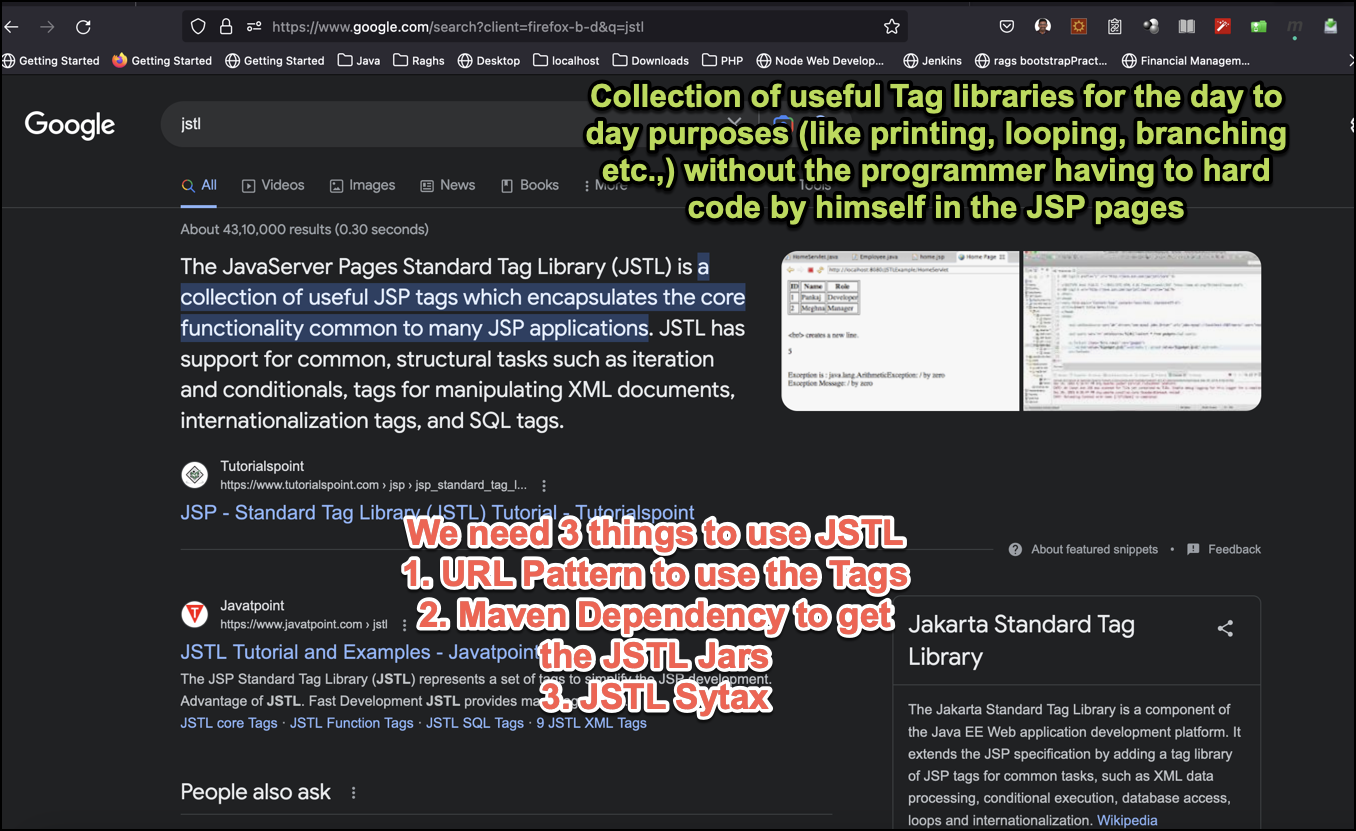 https://www.google.com/search?client=firefox-b-d&q=jstl
Getting Started Getting Started Getting Started Java Raghs Desktop localhost Downloads PHP Node Web Develop... Jenkins rags bootstrapPract... Financial Managem...
Collection of useful Tag libraries for the day to
day purposes (like printing, looping, branching
etc.,) without the programmer having to hard
code by himself in the JSP pages
Google
jstl
All Videos Images News Books More Tools
About 43,10,000 results (0.30 seconds)
The JavaServer Pages Standard Tag Library (JSTL) is a
collection of useful JSP tags which encapsulates the core
functionality common to many JSP applications. JSTL has
support for common, structural tasks such as iteration
and conditionals, tags for manipulating XML documents,
internationalization tags, and SQL tags.
HomeServlet.java Employee.java home.jsp Home Page
http://localhost:8080/JSTLExample/HomeServlet
ID Name Role
1 Pankaj Developer
2 Meghna Manager
<br/> creates a new line.
5
Exception is : java.lang.ArithmeticException: / by zero
Exception Message: / by zero
Tutorialspoint
https://www.tutorialspoint.com › jsp › jsp_standard_tag_l...
JSP - Standard Tag Library (JSTL) Tutorial - Tutorialspoint
We need 3 things to use JSTL
1. URL Pattern to use the Tags
2. Maven Dependency to get
the JSTL Jars
3. JSTL Sytax
About featured snippets • Feedback
Javatpoint
https://www.javatpoint.com › jstl
JSTL Tutorial and Examples - Javatpoint
The JSP Standard Tag Library (JSTL) represents a set of tags to simplify the JSP development.
Advantage of JSTL. Fast Development JSTL provides
JSTL core Tags · JSTL Function Tags · JSTL SQL Tags · 9 JSTL XML Tags
People also ask
Jakarta Standard Tag
Library
The Jakarta Standard Tag Library is a component of
the Java EE Web application development platform. It
extends the JSP specification by adding a tag library
of JSP tags for common tasks, such as XML data
processing, conditional execution, database access,
loops and internationalization. Wikipedia